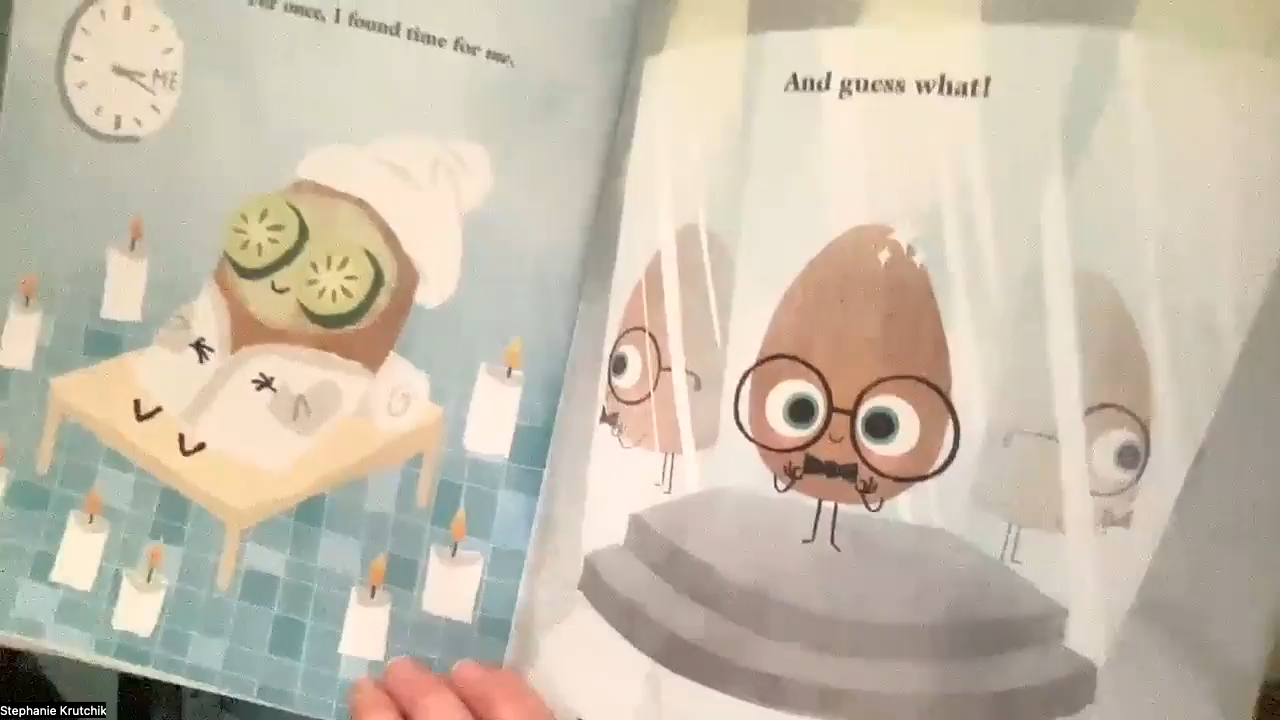 For once, I found time for me.
ME
And guess what!
Stephanie Krutchik